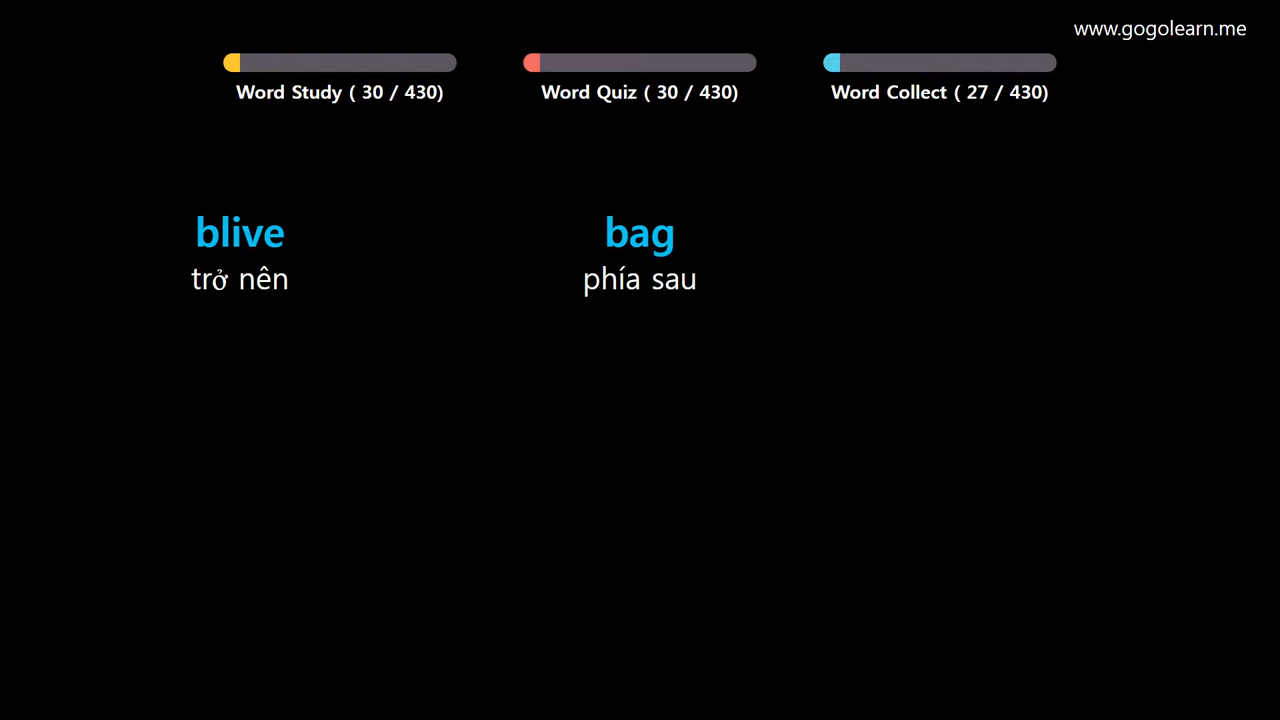 www.gogolearn.me
Word Study ( 30 / 430)
Word Quiz ( 30 / 430)
Word Collect ( 27 / 430)
blive
trở nên
bag
phía sau